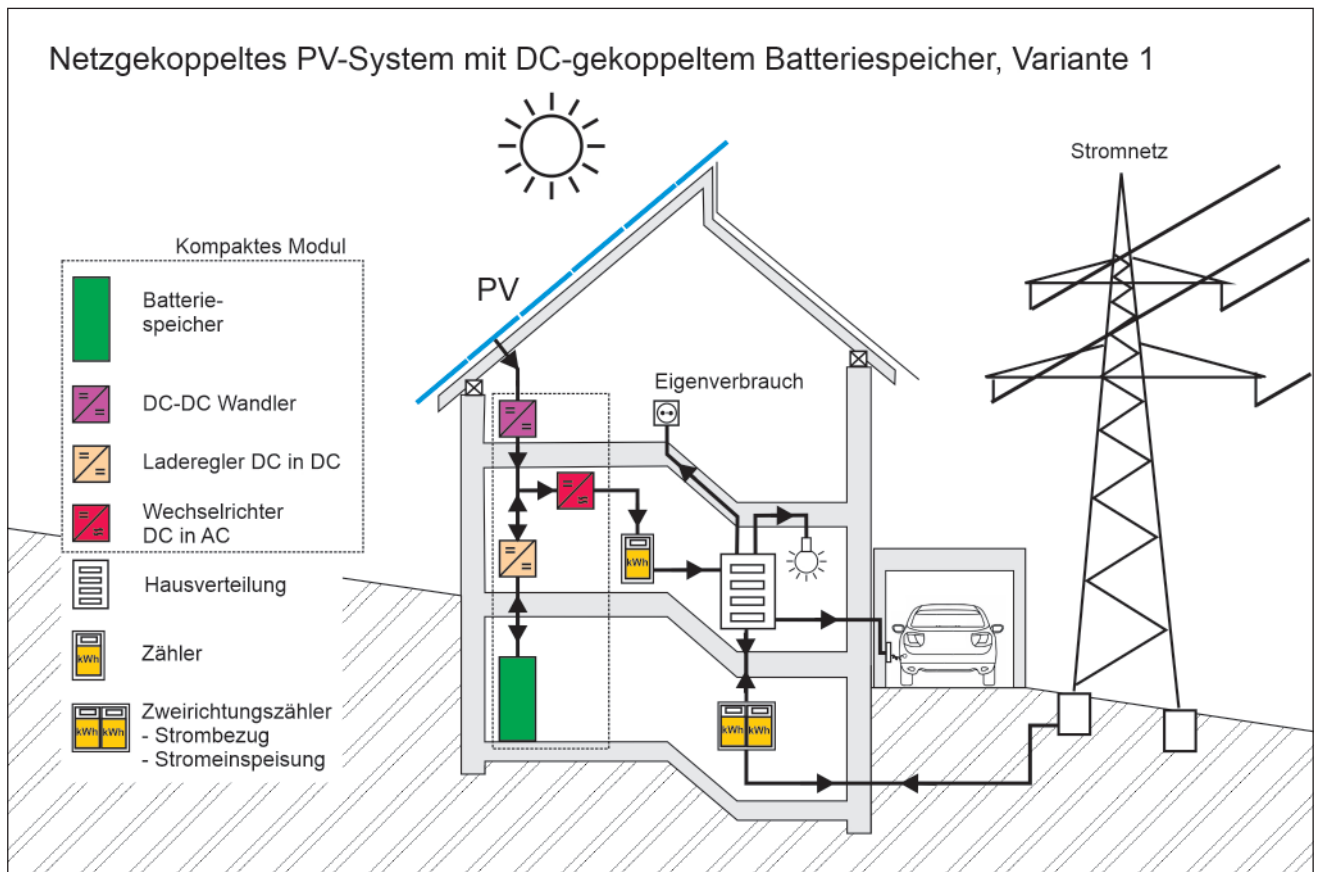 Netzgekoppeltes PV-System mit DC-gekoppeltem Batteriespeicher, Variante 1
Stromnetz
Kompaktes Modul
Batterie-
speicher
DC-DC Wandler
Laderegler DC in DC
Wechselrichter
DC in AC
Hausverteilung
kWh
Zähler
kWh kWh
Zweirichtungszähler
- Strombezug
- Stromeinspeisung
PV
Eigenverbrauch
kWh
kWh kWh